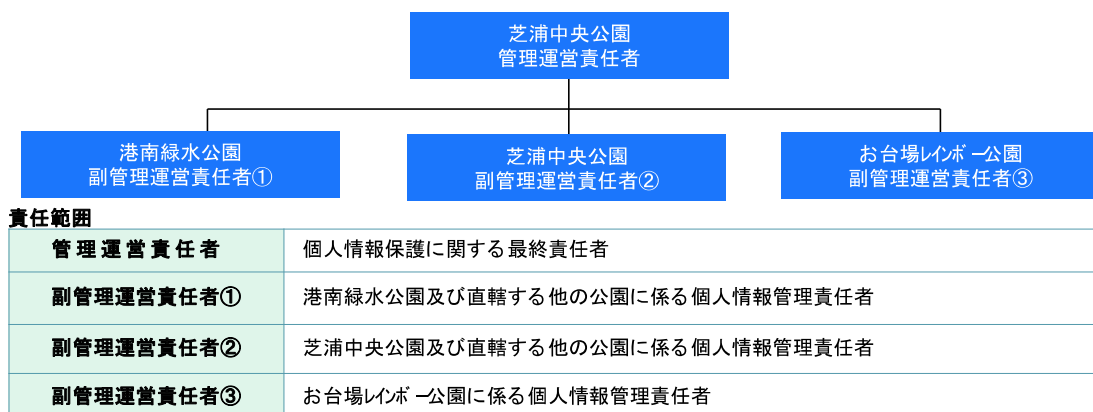 芝浦中央公園
管理運営責任者
港南緑水公園
副管理運営責任者①
芝浦中央公園
副管理運営責任者②
お台場ﾚｲﾝﾎﾞｰ公園
副管理運営責任者③
責任範囲
管理運営責任者 個人情報保護に関する最終責任者
副管理運営責任者① 港南緑水公園及び直轄する他の公園に係る個人情報管理責任者
副管理運営責任者② 芝浦中央公園及び直轄する他の公園に係る個人情報管理責任者
副管理運営責任者③ お台場ﾚｲﾝﾎﾞｰ公園に係る個人情報管理責任者